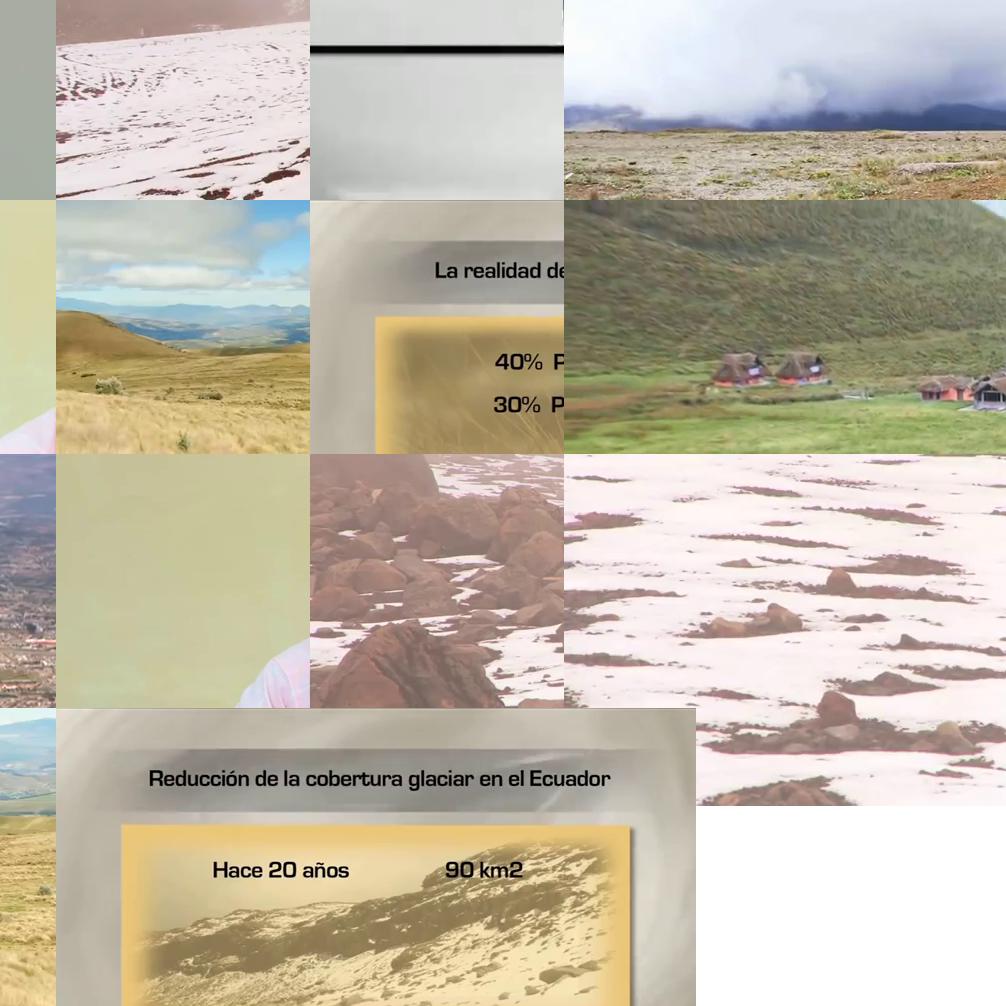 La realidad de
40% P
30% P
Reducción de la cobertura glaciar en el Ecuador
Hace 20 años 90 km2